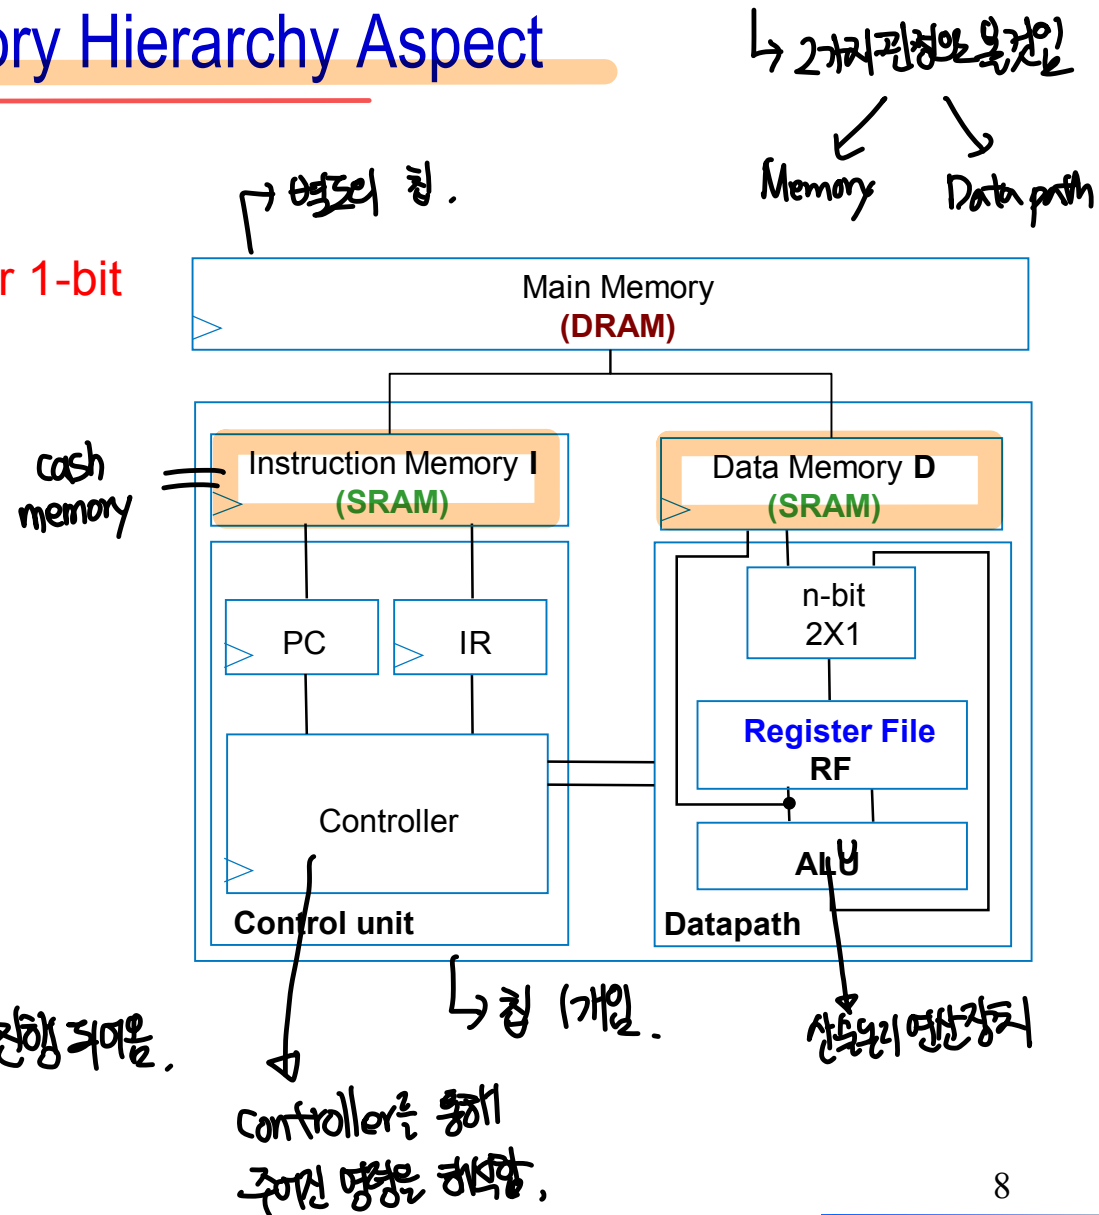 ory Hierarchy Aspect
↳ 2가지 관점으로 볼것임
Memory
Data path
→ 별도의 칩.
r 1-bit
Main Memory
(DRAM)
cash
memory
Instruction Memory I
(SRAM)
Data Memory D
(SRAM)
PC
IR
n-bit
2X1
Register File
RF
Controller
ALU
Control unit
Datapath
진행 되어옴.
↳ 칩 1개임.
산술논리 연산장치
Controller를 통해
주어진 명령을 해석함.
8